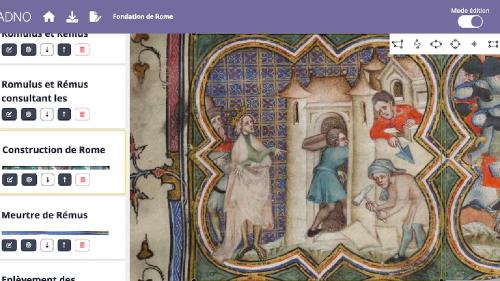 ADNO
Fondation de Rome
Mode édition
Romulus et Rémus
Romulus et Rémus
consultant les
Construction de Rome
Meurtre de Rémus
Enlèvement des